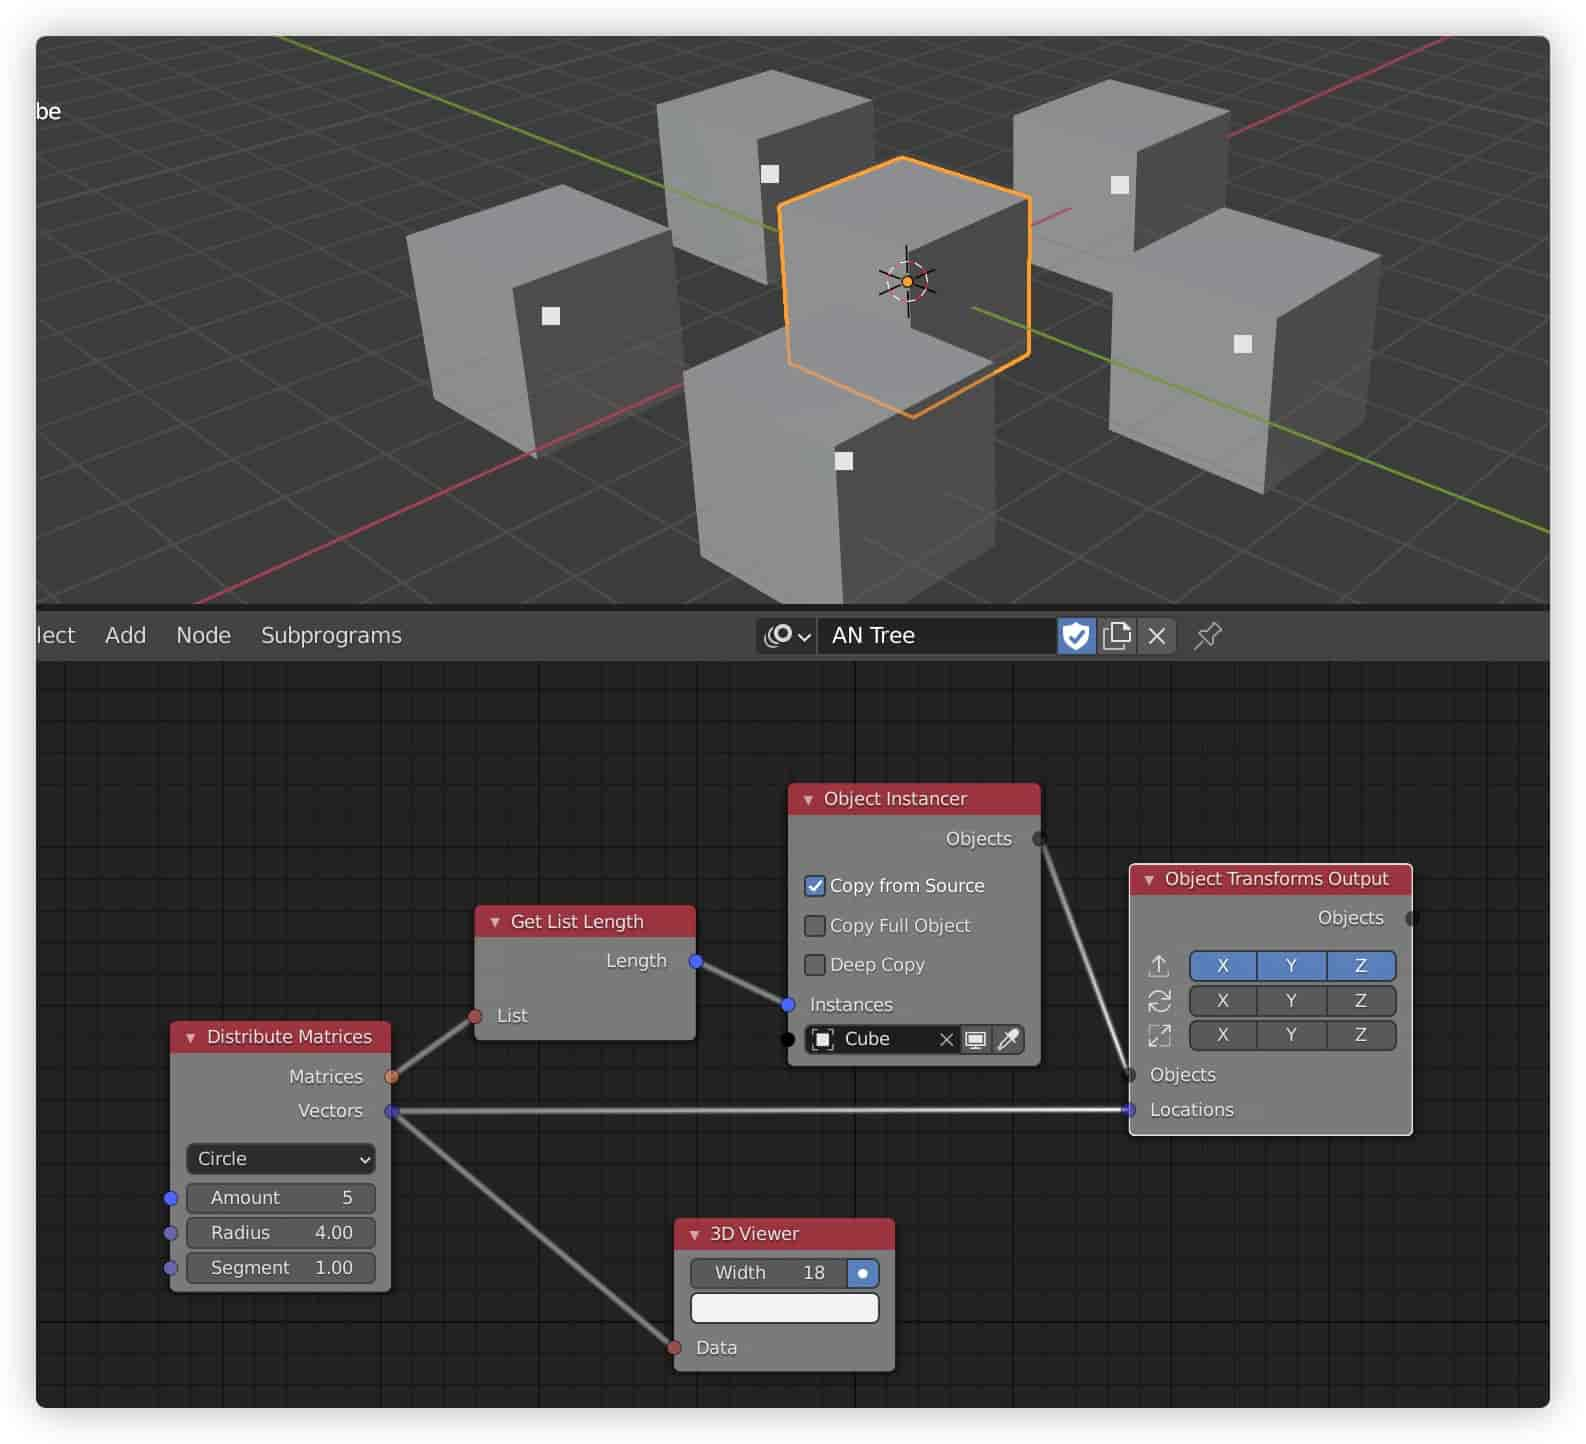 be
lect Add Node Subprograms AN Tree
Object Instancer
Objects
Copy from Source
Copy Full Object
Deep Copy
Instances
Cube
Object Transforms Output
Objects
X Y Z
X Y Z
X Y Z
Objects
Locations
Get List Length
Length
List
Distribute Matrices
Matrices
Vectors
Circle
Amount 5
Radius 4.00
Segment 1.00
3D Viewer
Width 18
Data